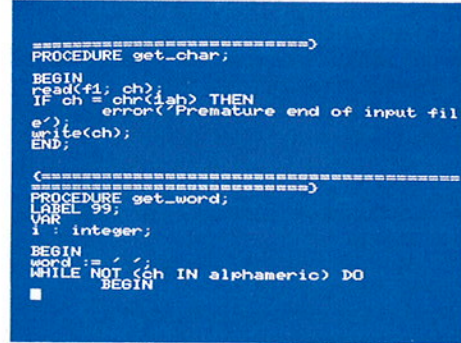 ===========================}
PROCEDURE get_char;
BEGIN
read(f1; ch);
IF ch = chr(1ah) THEN
error('Premature end of input fil
e');
write(ch);
END;
{==========================================
===========================}
PROCEDURE get_word;
LABEL 99;
VAR
i : integer;
BEGIN
word := ' ';
WHILE NOT (ch IN alphameric) DO
BEGIN